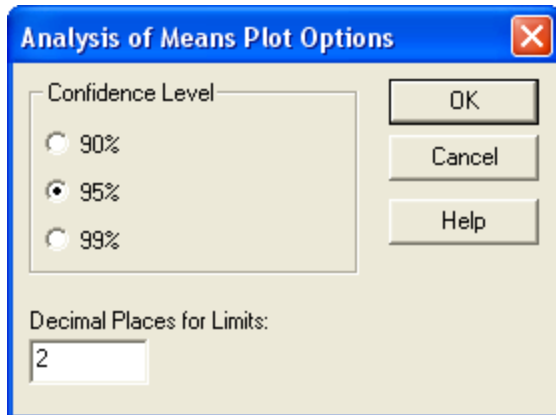 Analysis of Means Plot Options
Confidence Level
90%
95%
99%
OK
Cancel
Help
Decimal Places for Limits:
2